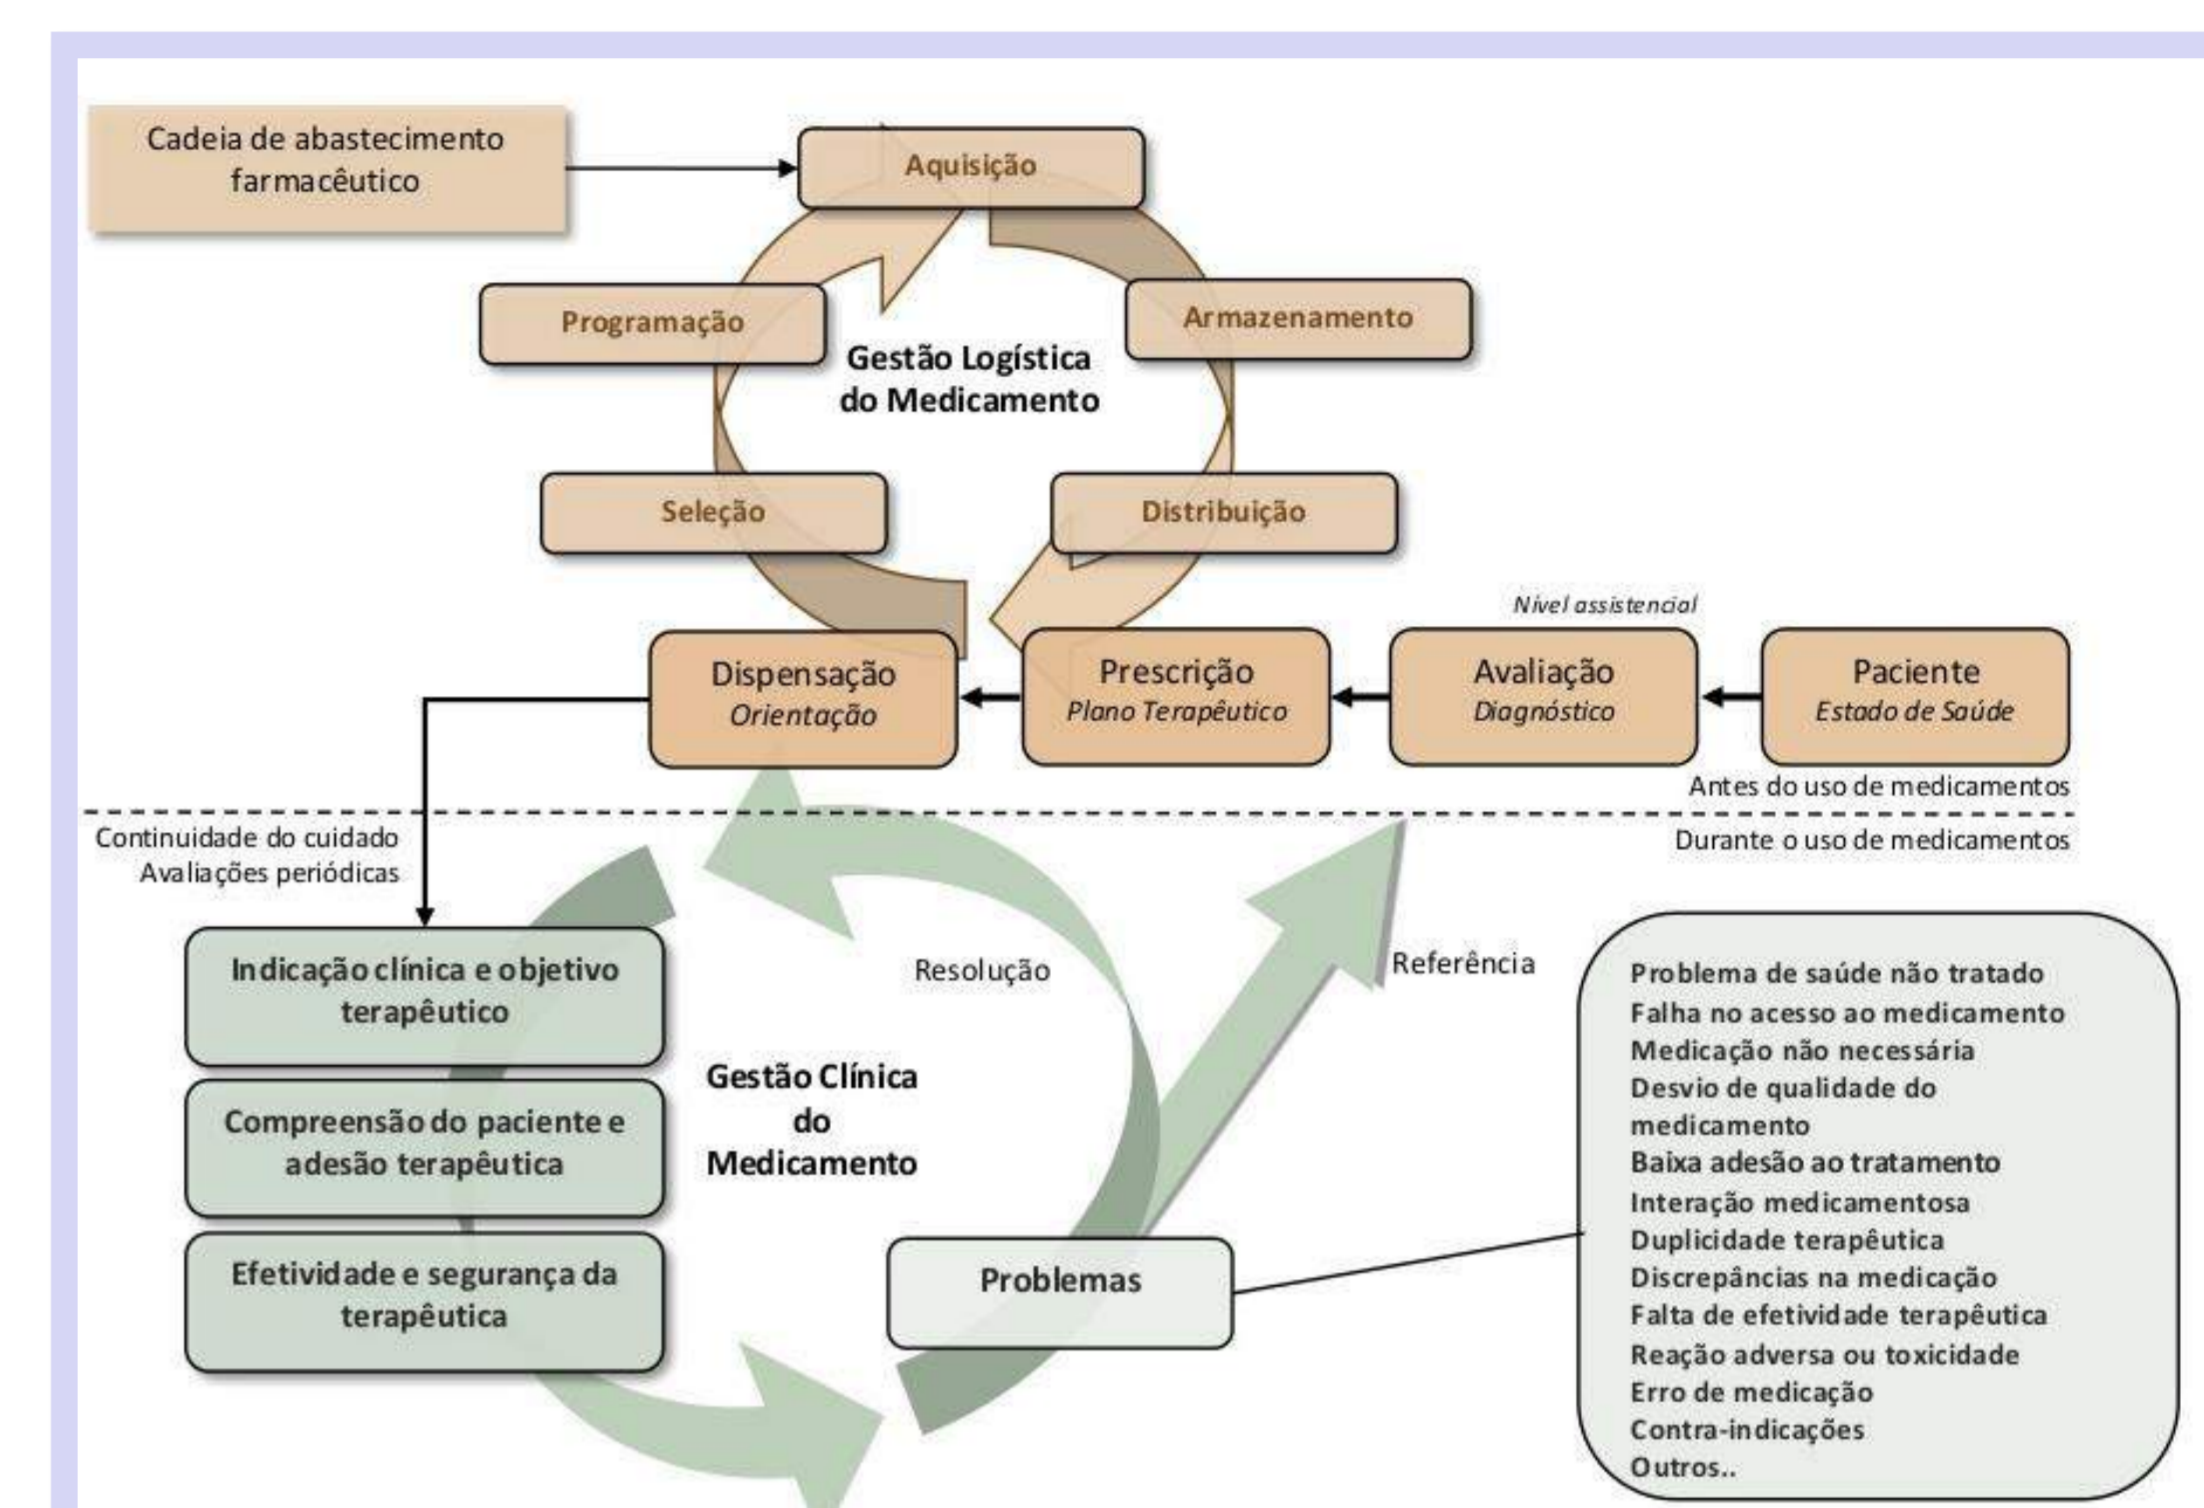 Cadeia de abastecimento
farmacêutico
Aquisição
Programação
Armazenamento
Gestão Logística
do Medicamento
Seleção
Distribuição
Nível assistencial
Dispensação
Orientação
Prescrição
Plano Terapêutico
Avaliação
Diagnóstico
Paciente
Estado de Saúde
Antes do uso de medicamentos
Continuidade do cuidado
Avaliações periódicas
Durante o uso de medicamentos
Indicação clínica e objetivo
terapêutico
Resolução
Referência
Gestão Clínica
do
Medicamento
Compreensão do paciente e
adesão terapêutica
Efetividade e segurança da
terapêutica
Problemas
Problema de saúde não tratado
Falha no acesso ao medicamento
Medicação não necessária
Desvio de qualidade do
medicamento
Baixa adesão ao tratamento
Interação medicamentosa
Duplicidade terapêutica
Discrepâncias na medicação
Falta de efetividade terapêutica
Reação adversa ou toxicidade
Erro de medicação
Contra-indicações
Outros..